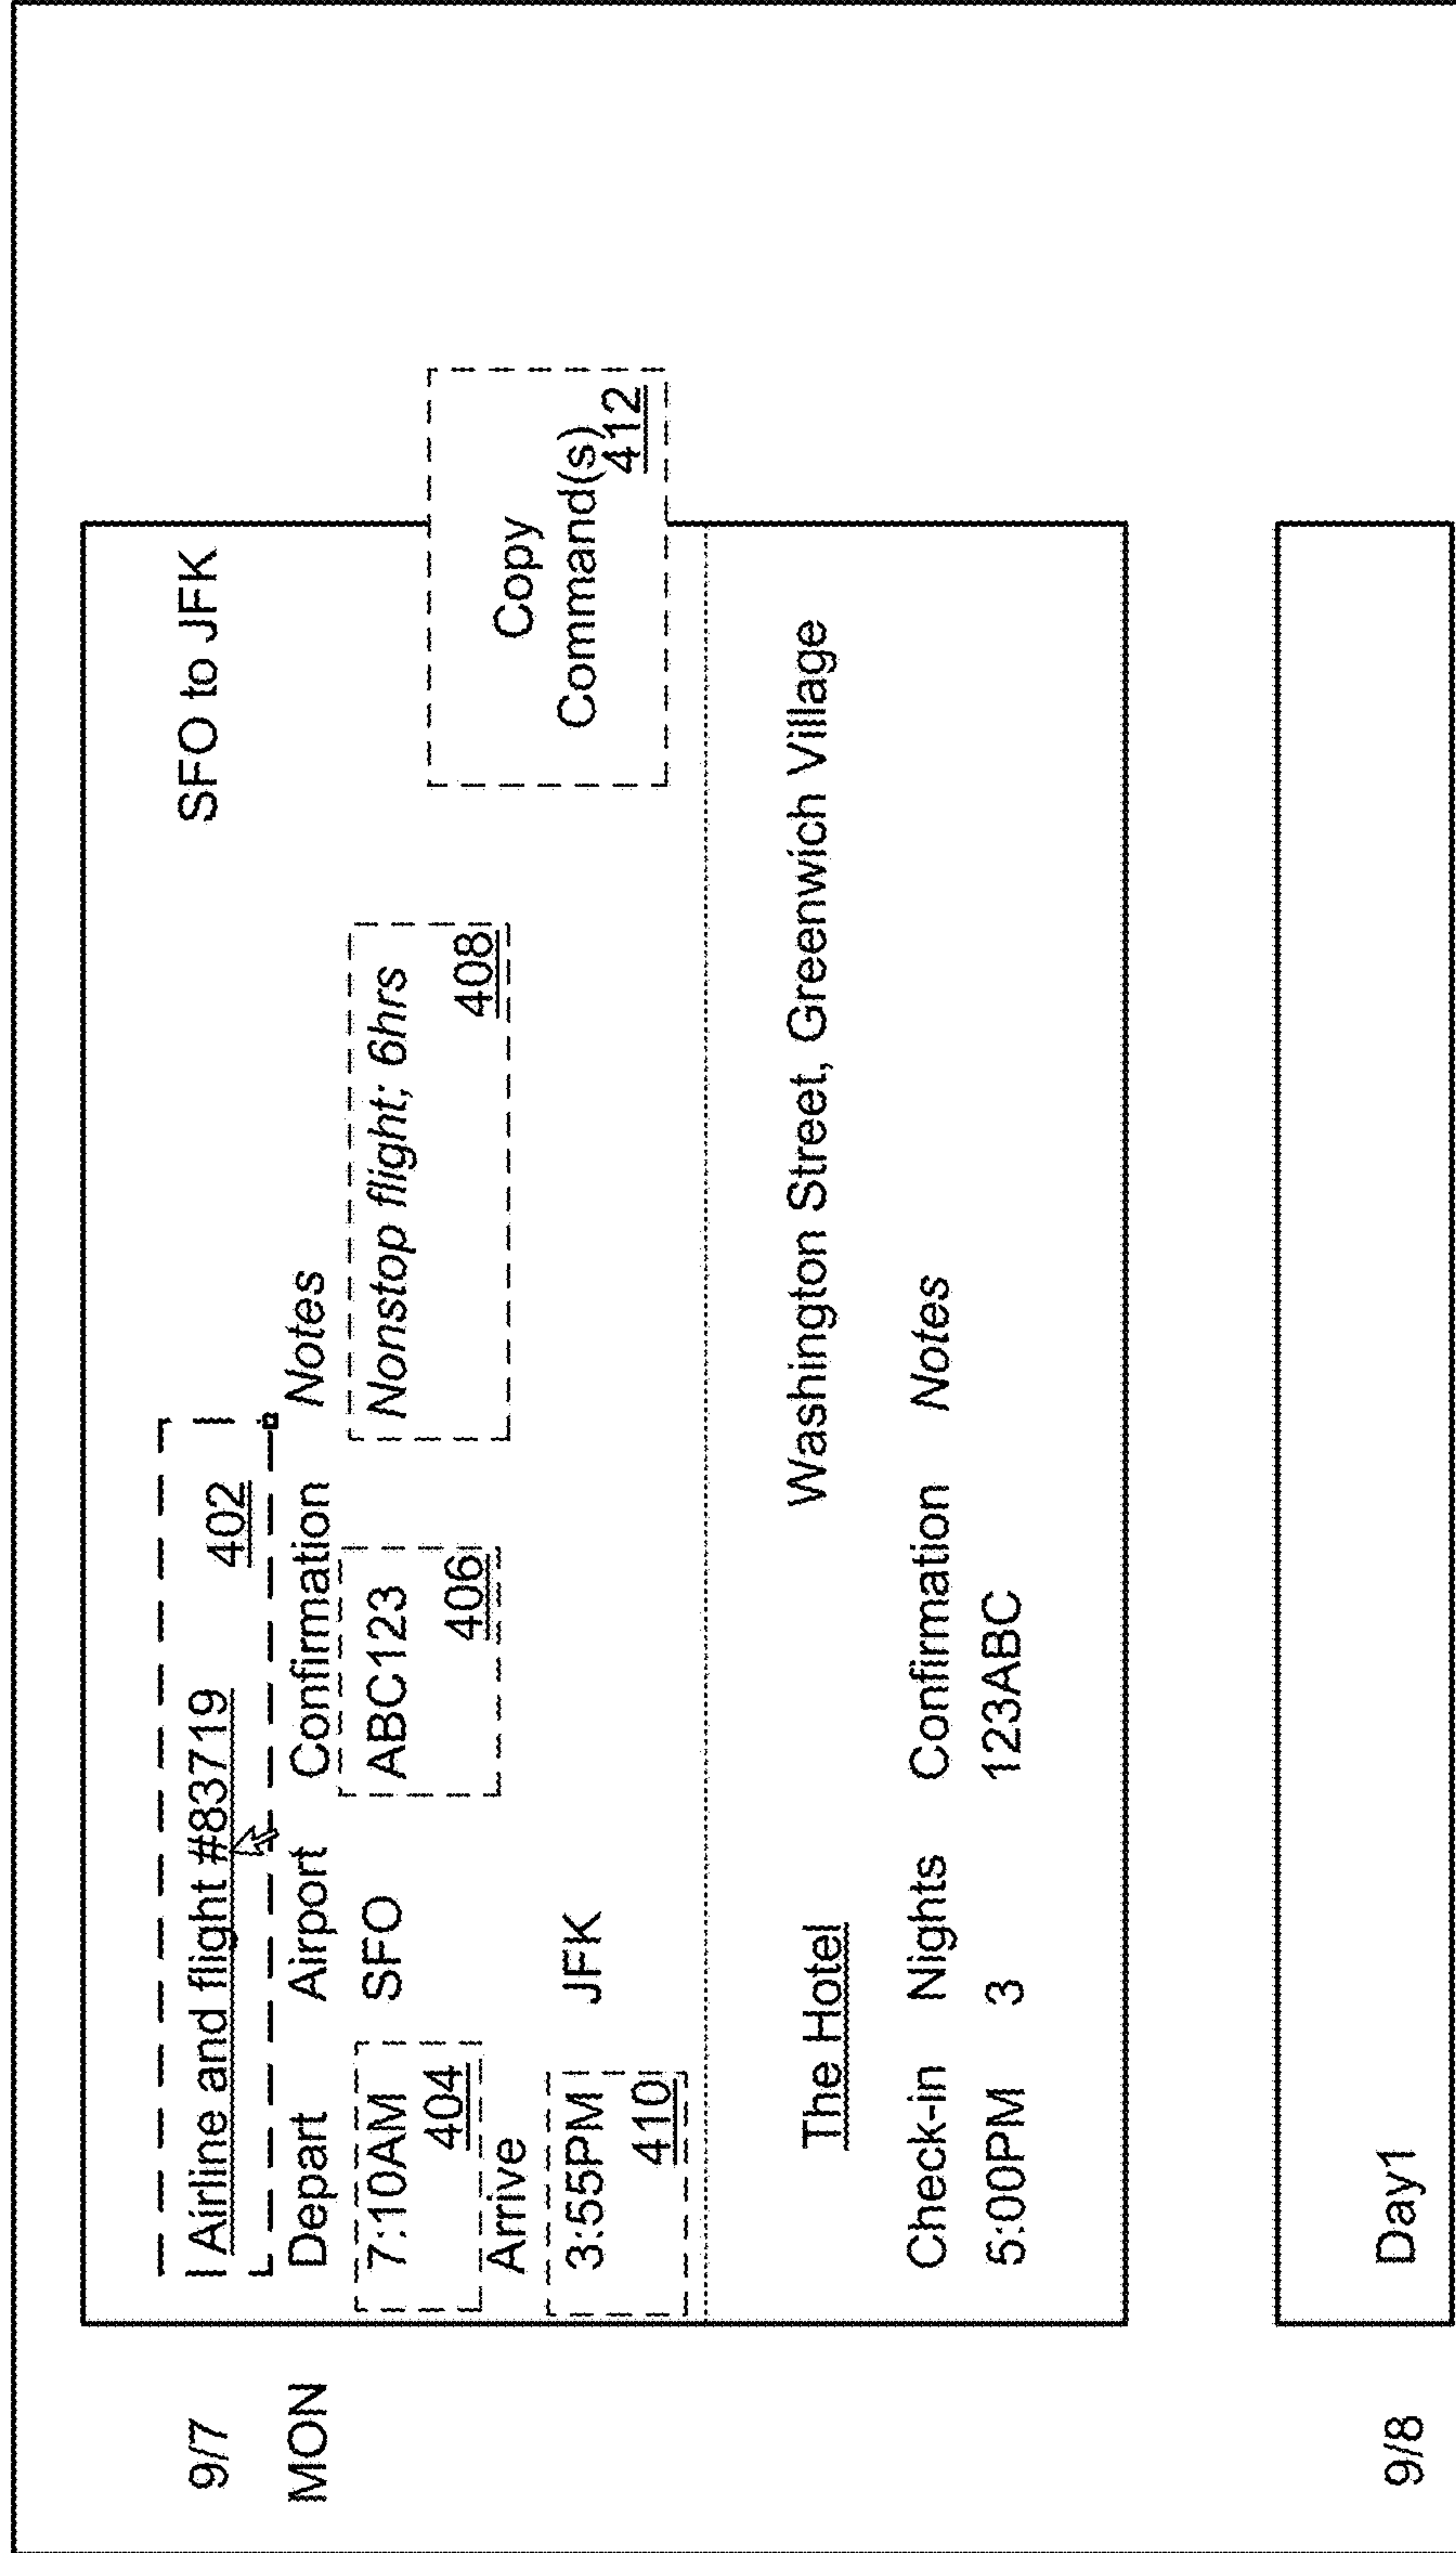 9/7 Airline and flight #83719 402 SFO to JFK
MON Depart Airport Confirmation Notes
7:10AM SFO ABC123 Nonstop flight; 6hrs
404 406 408
Arrive Copy
3:55PM JFK Command(s)
410 412
The Hotel Washington Street, Greenwich Village
Check-in Nights Confirmation Notes
5:00PM 3 123ABC
9/8 Day1